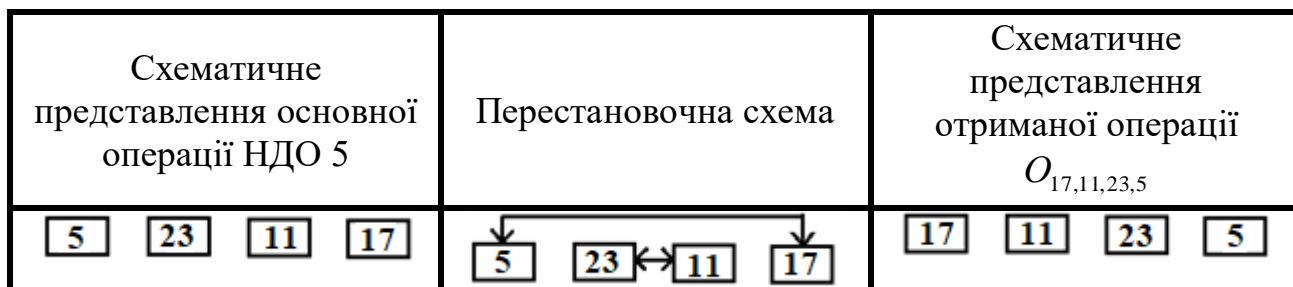 Схематичне
представлення основної
операції НДО 5
Перестановочна схема
Схематичне
представлення
отриманої операції
O17,11,23,5
5 23 11 17
5 23 11 17
17 11 23 5